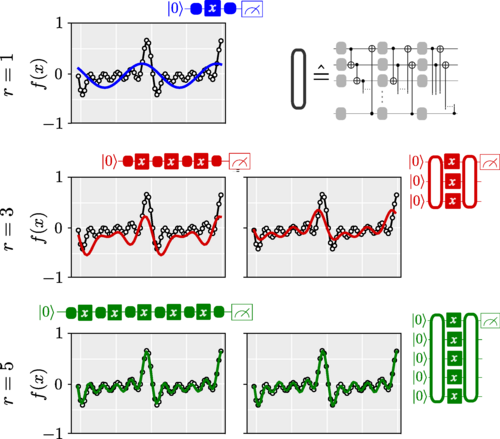 |0⟩ x
r = 1
f(x)
0
−1
≙
|0⟩ x x x
|0⟩ x
|0⟩ x
|0⟩ x
r = 3
f(x)
1
0
−1
|0⟩ x x x x x
|0⟩ x
|0⟩ x
|0⟩ x
|0⟩ x
|0⟩ x
r = 5
f(x)
1
0
−1